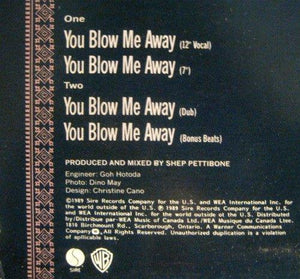 One
You Blow Me Away (12" Vocal)
You Blow Me Away (7")
Two
You Blow Me Away (Dub)
You Blow Me Away (Bonus Beats)
PRODUCED AND MIXED BY SHEP PETTIBONE
Engineer: Goh Hotoda
Photo: Dino May
Design: Christine Cano
©1989 Sire Records Company for the U.S. and WEA International Inc. for
the world outside of the U.S. ℗ 1989 Sire Records Company for the U.S.
and WEA International Inc. for the world outside of the U.S. Distributed
by/Distribue par-WEA Music of Canada Ltd./WEA Musique du Canada Ltee.
1810 Birchmount Rd., Scarborough, Ontario. A Warner Communications
Company, All Rights Reserved. Unauthorized duplication is a violation
of aplicable laws.
SIRE
WB